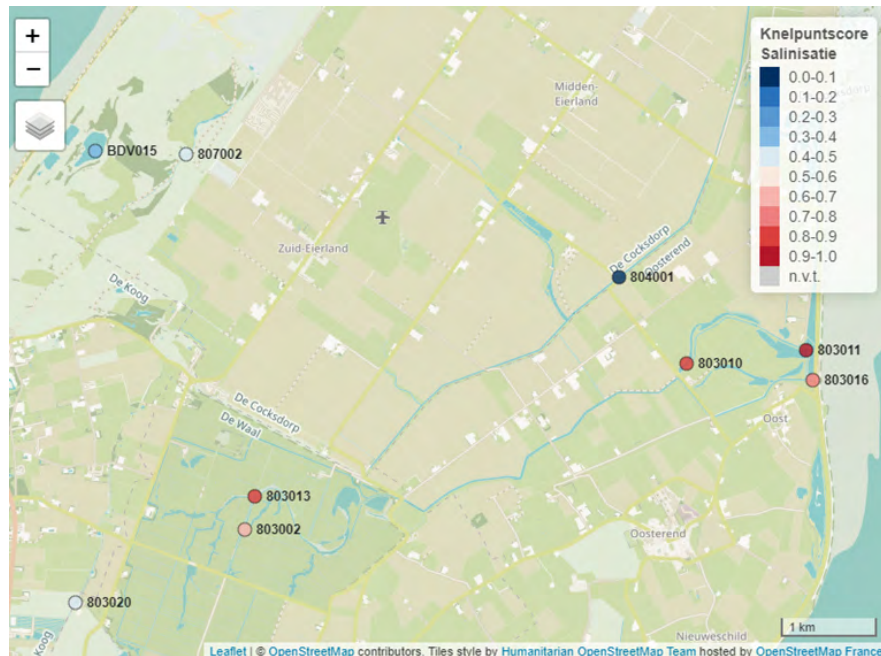 +
−
Knelpuntscore
Salinisatie
0.0-0.1
0.1-0.2
0.2-0.3
0.3-0.4
0.4-0.5
0.5-0.6
0.6-0.7
0.7-0.8
0.8-0.9
0.9-1.0
n.v.t.
Midden-
Eierland
BDV015
807002
Zuid-Eierland
De Cocksdorp
Oosterend
804001
De Koog
803011
803010
803016
De Cocksdorp
De Waal
Oost
803013
803002
Oosterend
803020
Koog
1 km
Nieuweschild
Leaflet | © OpenStreetMap contributors. Tiles style by Humanitarian OpenStreetMap Team hosted by OpenStreetMap France